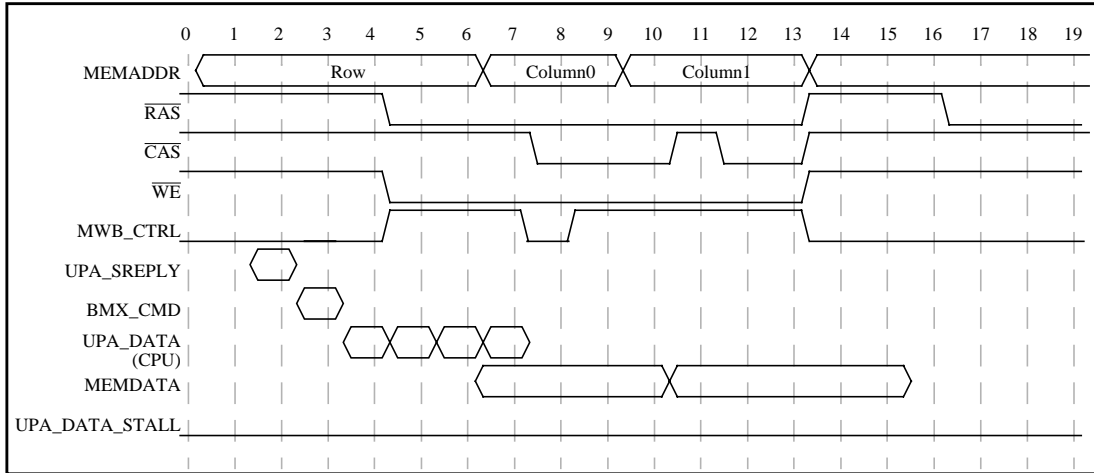 0 1 2 3 4 5 6 7 8 9 10 11 12 13 14 15 16 17 18 19
MEMADDR Row Column0 Column1
RAS
CAS
WE
MWB_CTRL
UPA_SREPLY
BMX_CMD
UPA_DATA
(CPU)
MEMDATA
UPA_DATA_STALL